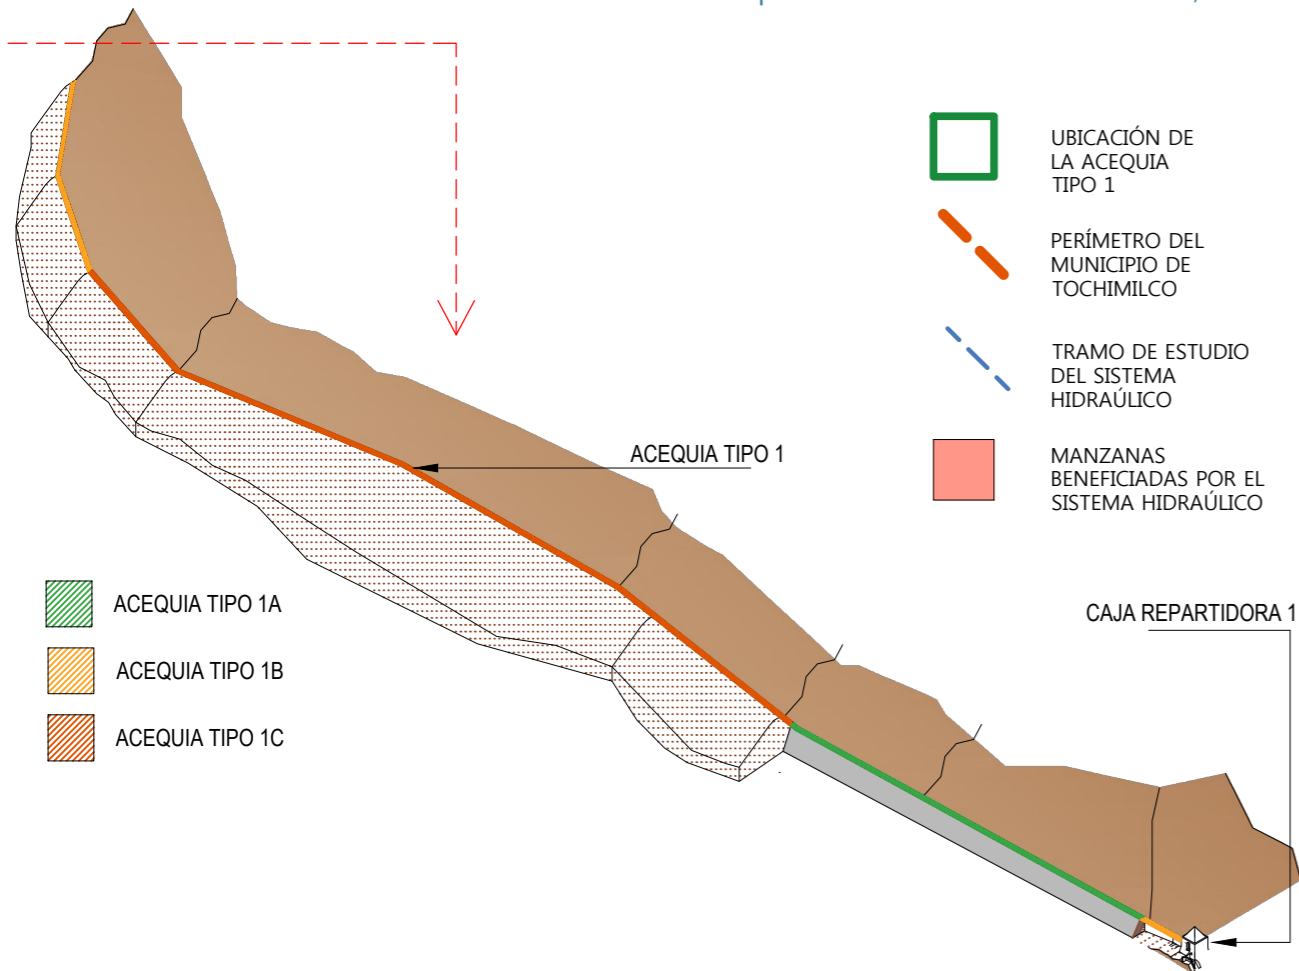 UBICACIÓN DE
LA ACEQUIA
TIPO 1
PERÍMETRO DEL
MUNICIPIO DE
TOCHIMILCO
TRAMO DE ESTUDIO
DEL SISTEMA
HIDRAÚLICO
MANZANAS
BENEFICIADAS POR EL
SISTEMA HIDRAÚLICO
ACEQUIA TIPO 1
ACEQUIA TIPO 1A
ACEQUIA TIPO 1B
ACEQUIA TIPO 1C
CAJA REPARTIDORA 1